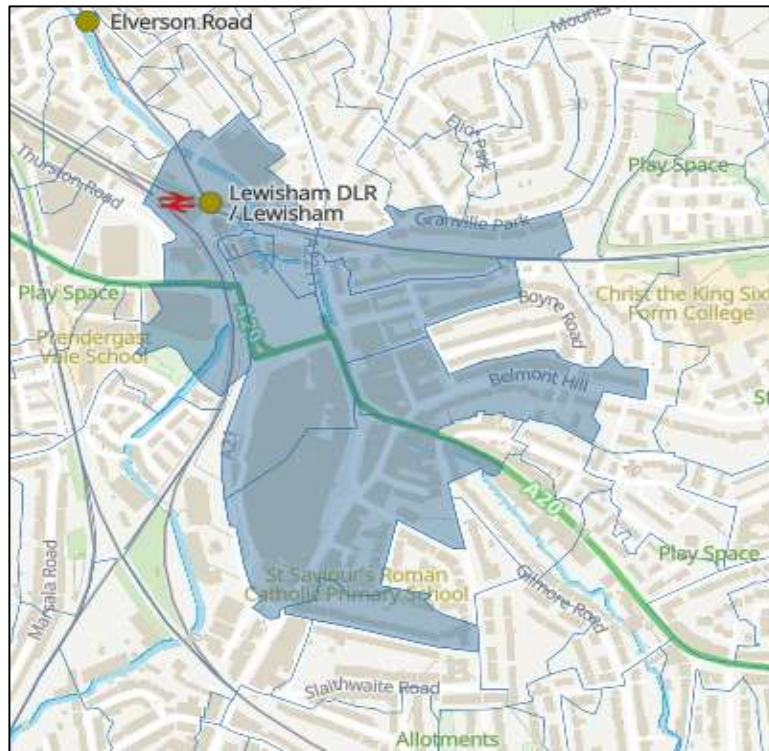 Elverson Road
Mounts
30
Eliot Park
Play Space
Thurston Road
Lewisham DLR
/ Lewisham
Granville Park
Play Space
A20
Boyne Road
Christ the King Six
Form College
Prendergast
Vale School
Belmont Hill
St
A21
A20
Play Space
Marsala Road
St Saviour's Roman
Catholic Primary School
Gilmore Road
Slaithwaite Road
Allotments